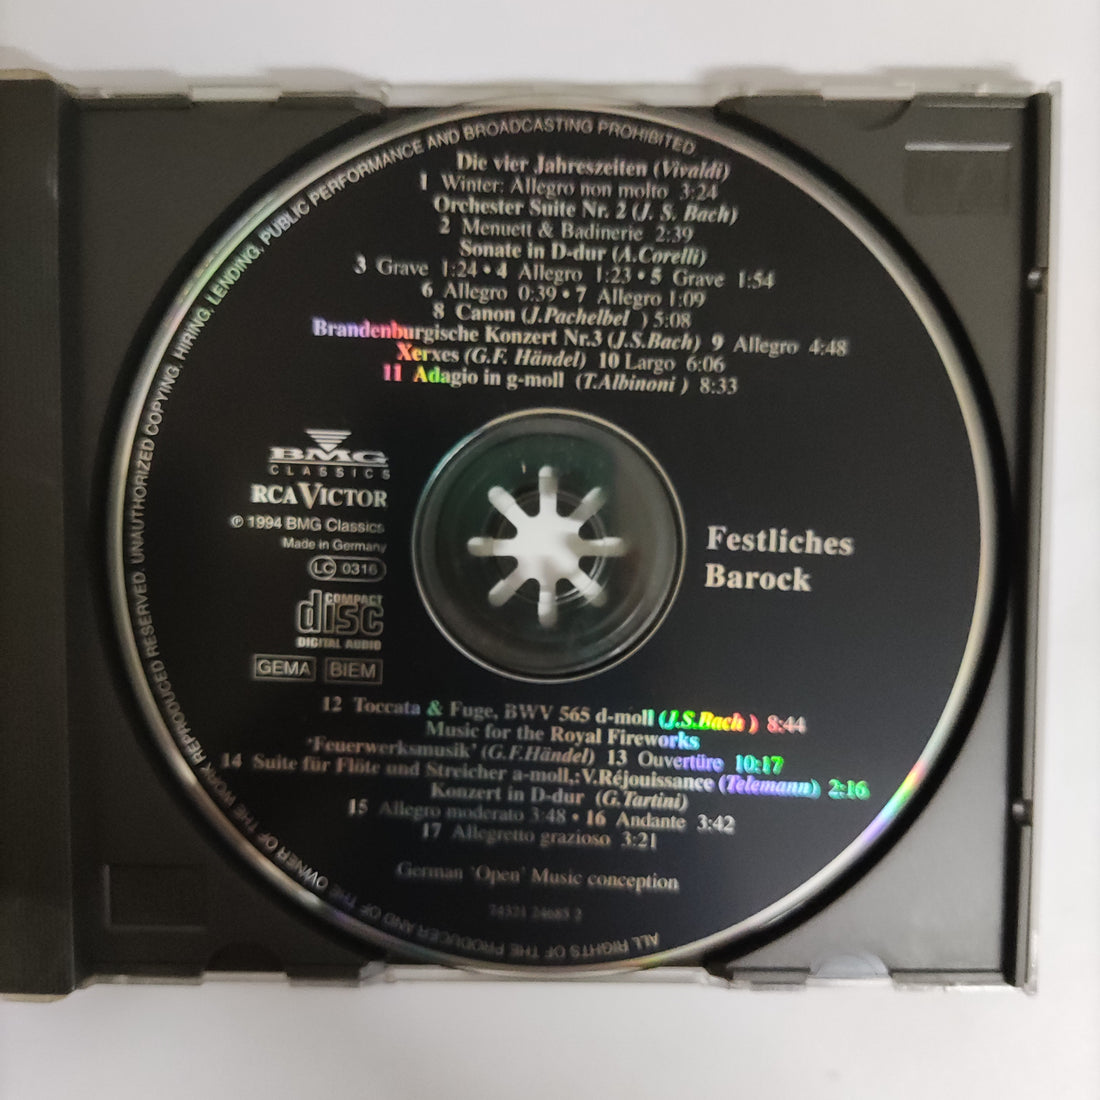 Die vier Jahreszeiten (Vivaldi)
1 Winter: Allegro non molto 3:24
Orchester Suite Nr. 2 (J. S. Bach)
2 Menuett & Badinerie 2:39
Sonate in D-dur (A.Corelli)
3 Grave 1:24 • 4 Allegro 1:23 • 5 Grave 1:54
6 Allegro 0:39 • 7 Allegro 1:09
8 Canon (J.Pachelbel ) 5:08
Brandenburgische Konzert Nr.3 (J.S.Bach) 9 Allegro 4:48
Xerxes (G.F. Händel) 10 Largo 6:06
11 Adagio in g-moll (T.Albinoni ) 8:33
BMG
CLASSICS
RCA VICTOR
℗ 1994 BMG Classics
Made in Germany
LC 0316
COMPACT
disc
DIGITAL AUDIO
GEMA BIEM
Festliches
Barock
12 Toccata & Fuge, BWV 565 d-moll (J.S.Bach ) 8:44
Music for the Royal Fireworks
'Feuerwerksmusik' (G.F.Händel) 13 Ouvertüre 10:17
14 Suite für Flöte und Streicher a-moll,:V.Réjouissance (Telemann) 2:16
Konzert in D-dur (G.Tartini)
15 Allegro moderato 3:48 • 16 Andante 3:42
17 Allegretto grazioso 3:21
German 'Open' Music conception
74321 24685 2
ALL RIGHTS OF THE PRODUCER AND OF THE OWNER OF THE WORK REPRODUCED RESERVED. UNAUTHORIZED COPYING, HIRING, LENDING, PUBLIC PERFORMANCE AND BROADCASTING PROHIBITED